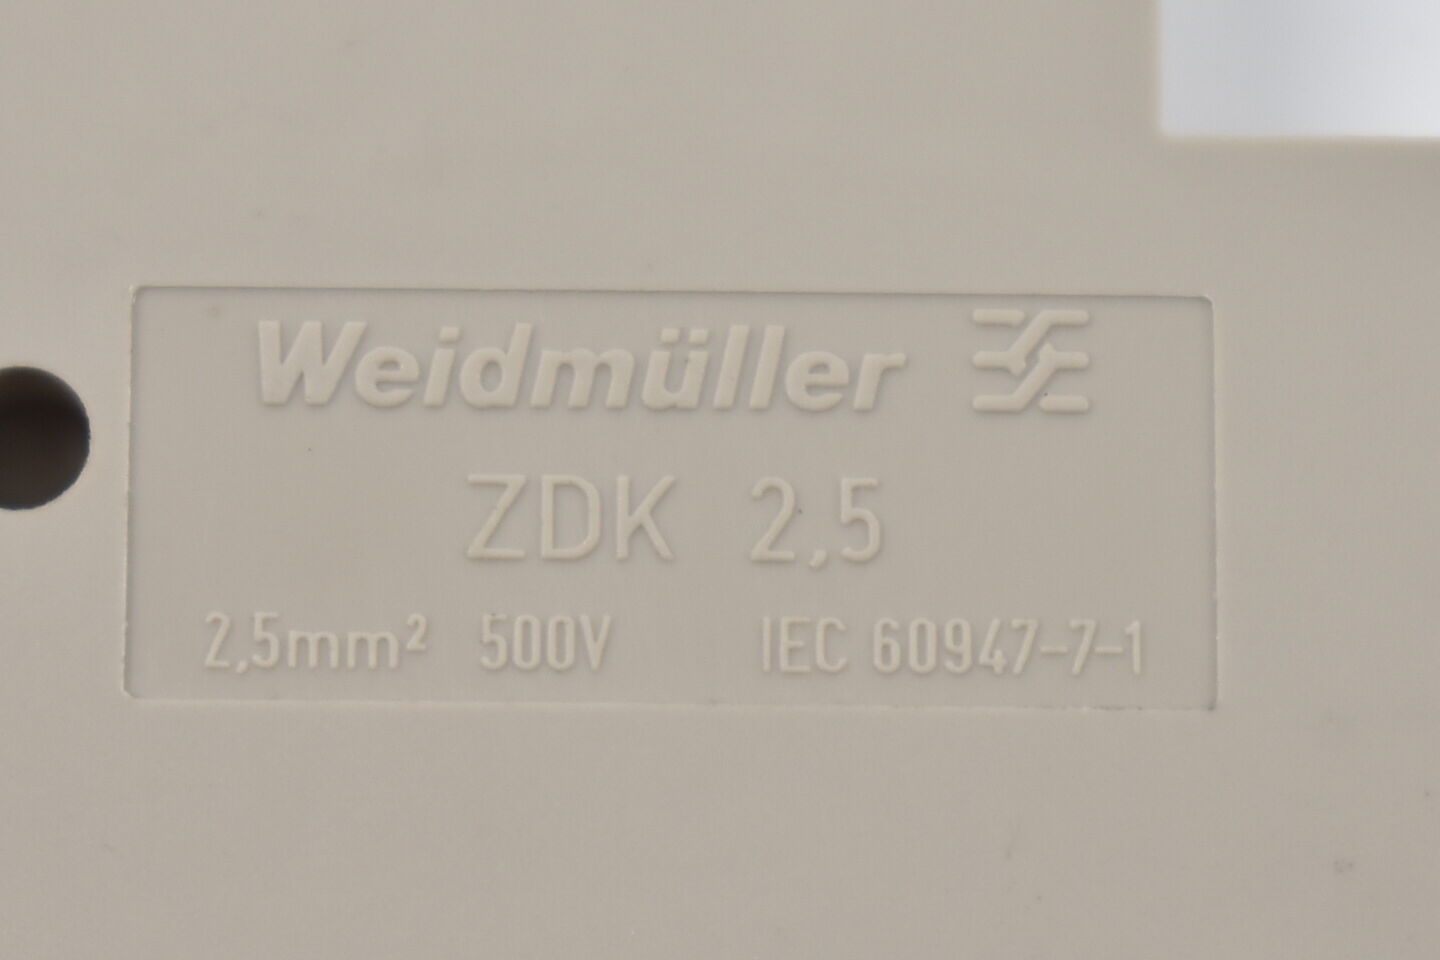 Weidmüller
ZDK 2,5
2,5mm² 500V IEC 60947-7-1